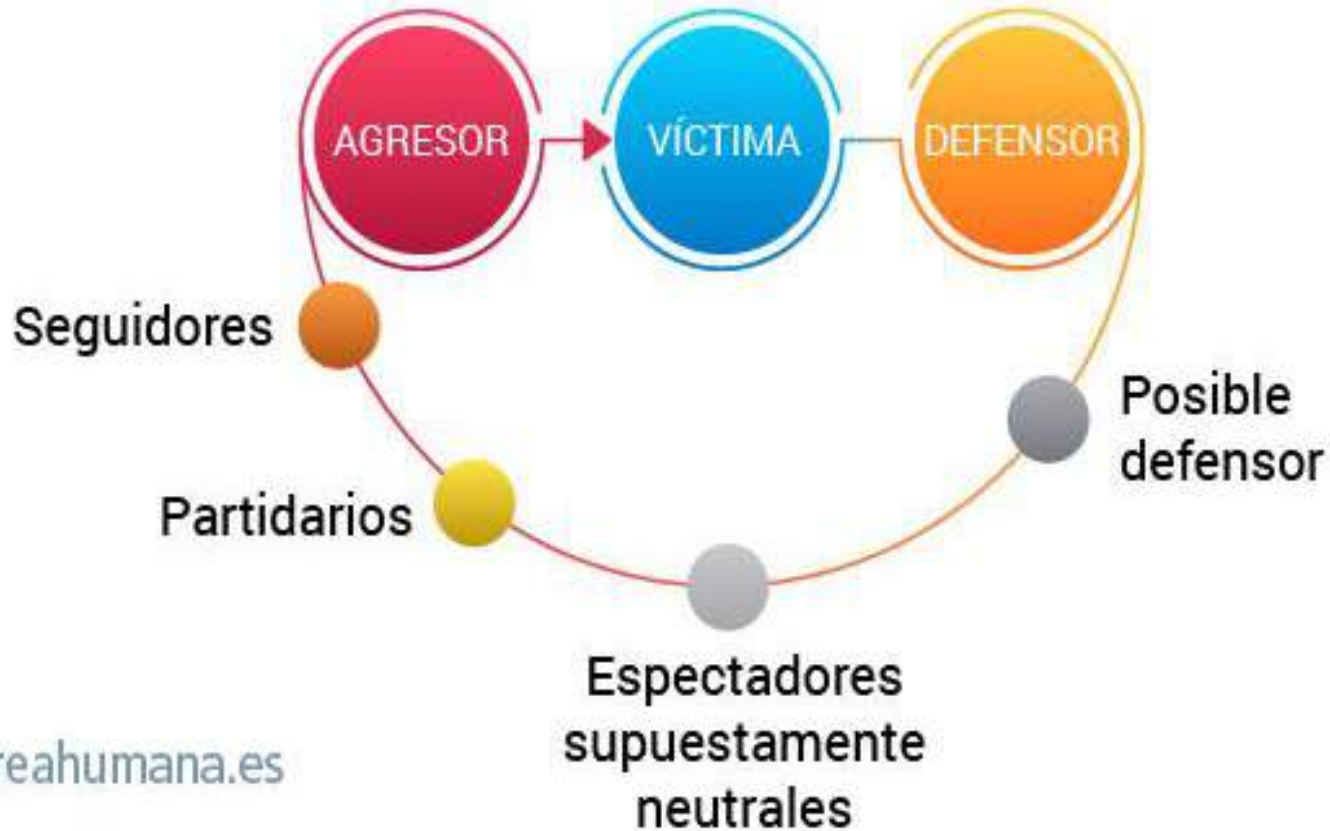 AGRESOR
VÍCTIMA
DEFENSOR
Seguidores
Posible
defensor
Partidarios
Espectadores
supuestamente
neutrales
reahumana.es